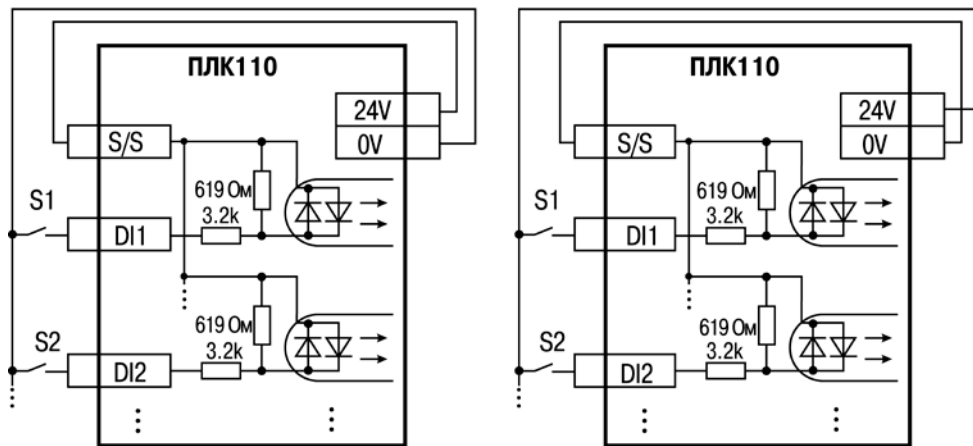 ПЛК110
24V
0V
S/S
S1
619 Ом
3.2k
DI1
S2
619 Ом
3.2k
DI2
ПЛК110
24V
0V
S/S
S1
619 Ом
3.2k
DI1
S2
619 Ом
3.2k
DI2